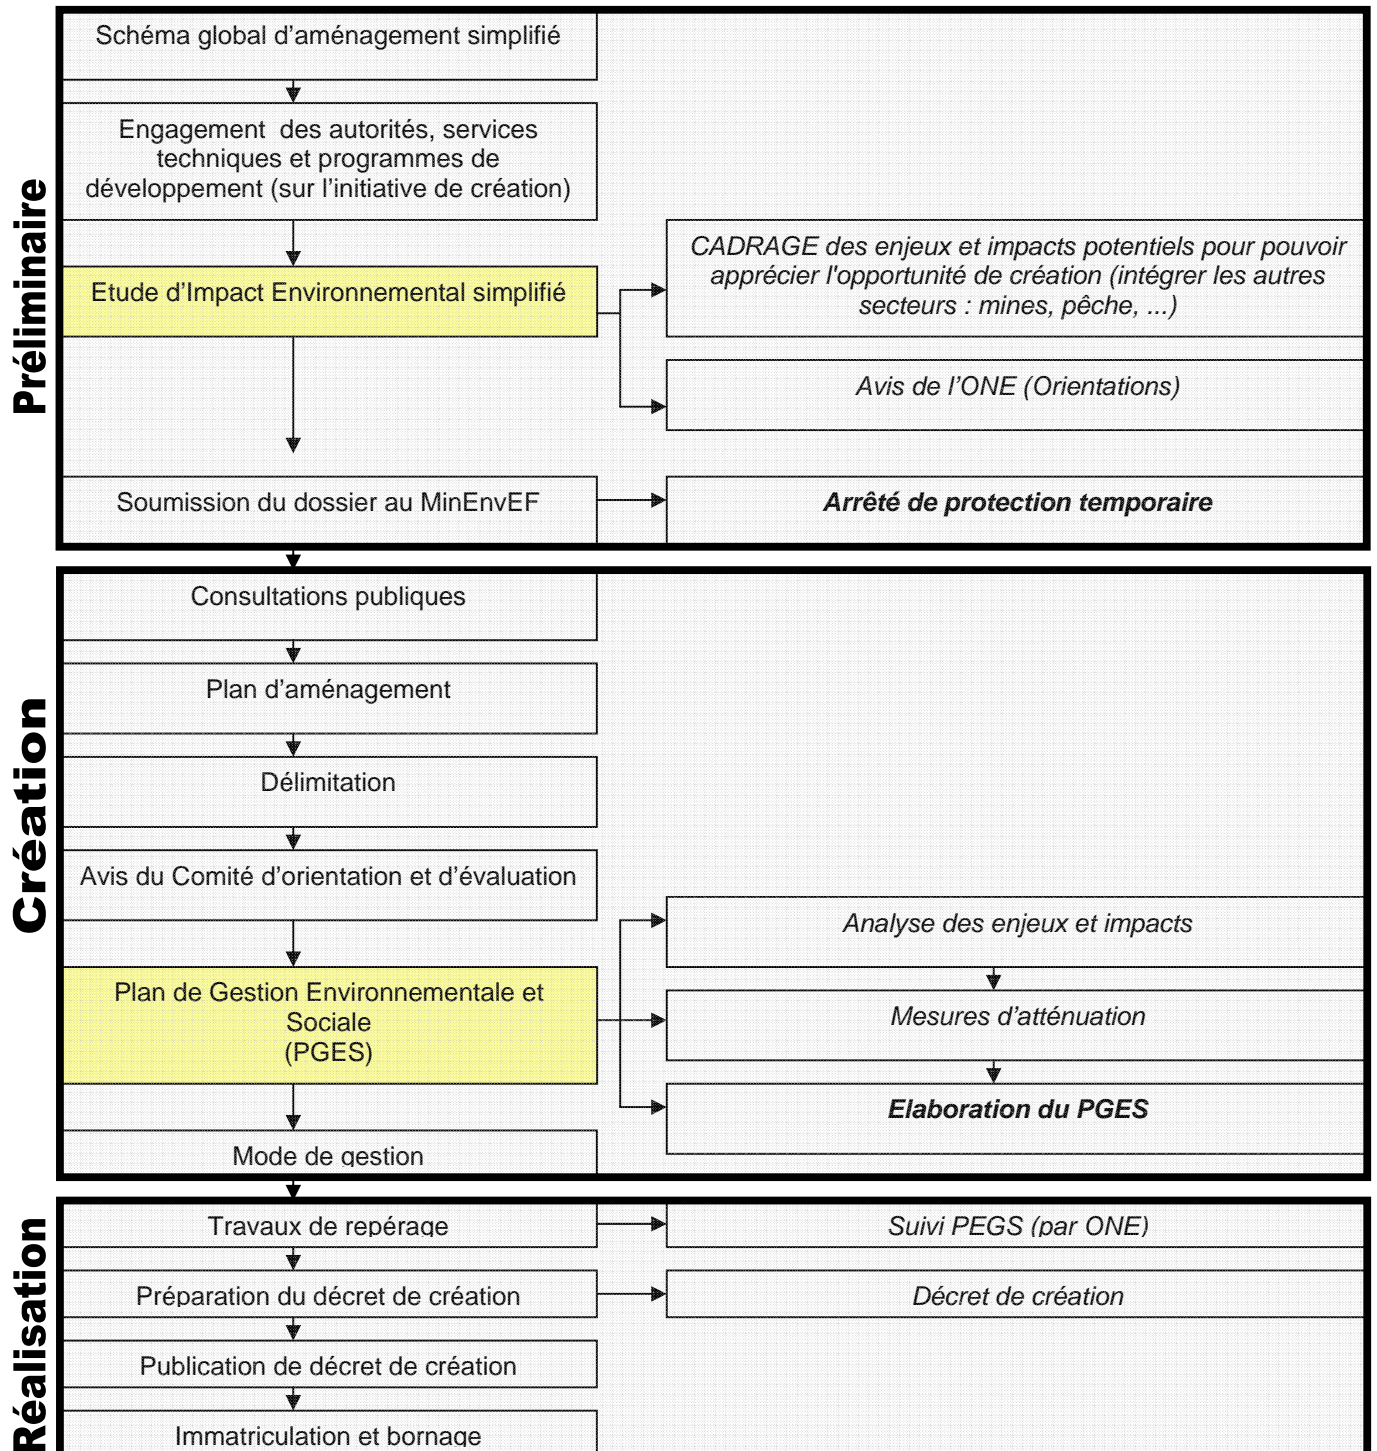 Préliminaire
Schéma global d’aménagement simplifié
Engagement des autorités, services
techniques et programmes de
développement (sur l’initiative de création)
Etude d’Impact Environnemental simplifié
CADRAGE des enjeux et impacts potentiels pour pouvoir
apprécier l'opportunité de création (intégrer les autres
secteurs : mines, pêche, ...)
Avis de l’ONE (Orientations)
Soumission du dossier au MinEnvEF
Arrêté de protection temporaire
Création
Consultations publiques
Plan d’aménagement
Délimitation
Avis du Comité d’orientation et d’évaluation
Plan de Gestion Environnementale et
Sociale
(PGES)
Analyse des enjeux et impacts
Mesures d’atténuation
Elaboration du PGES
Mode de gestion
Réalisation
Travaux de repérage
Suivi PEGS (par ONE)
Préparation du décret de création
Décret de création
Publication de décret de création
Immatriculation et bornage